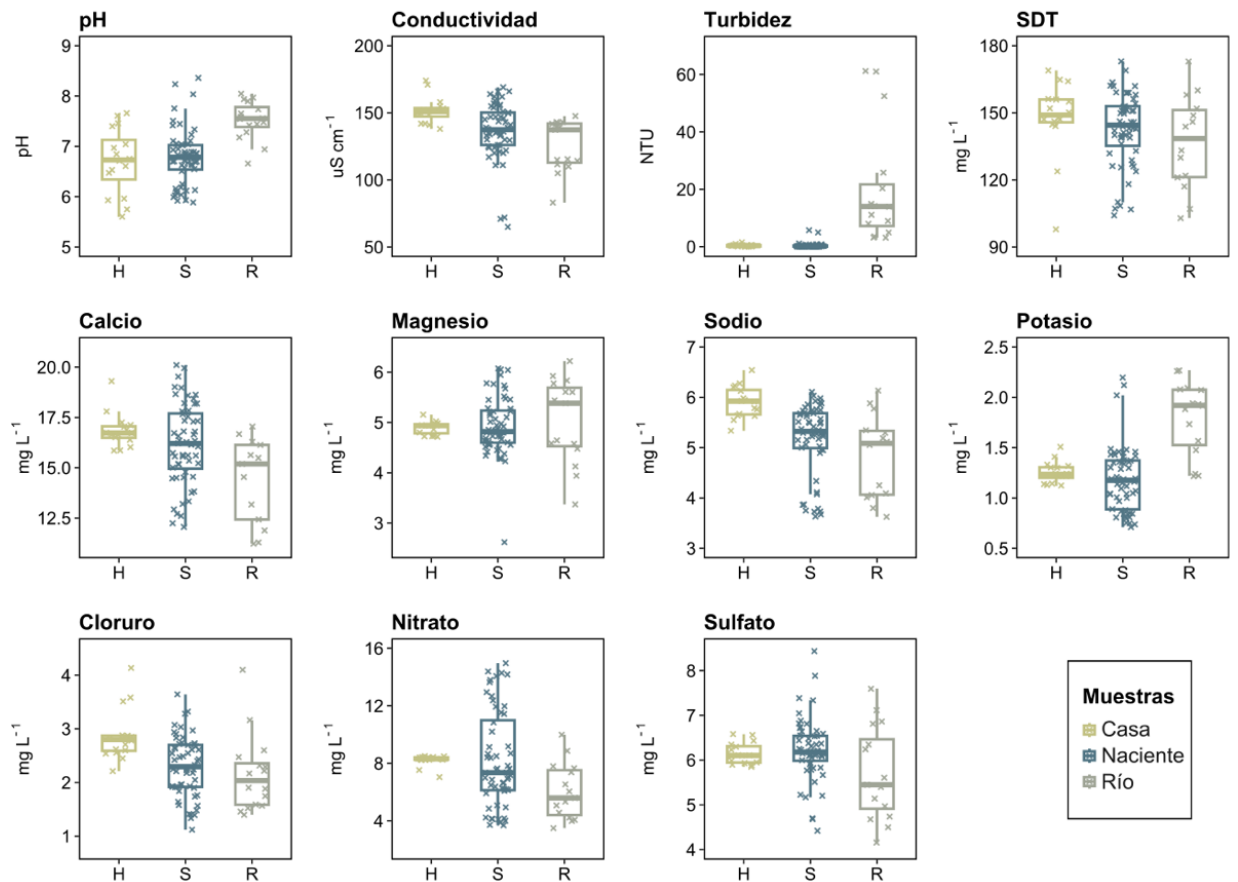 pH
Conductividad
Turbidez
SDT
9
8
7
6
5
pH
H S R
200
150
100
50
uS cm⁻¹
H S R
60
40
20
0
NTU
H S R
180
150
120
90
mg L⁻¹
H S R
Calcio
Magnesio
Sodio
Potasio
20.0
17.5
15.0
12.5
mg L⁻¹
H S R
6
5
4
3
mg L⁻¹
H S R
7
6
5
4
3
mg L⁻¹
H S R
2.5
2.0
1.5
1.0
0.5
mg L⁻¹
H S R
Cloruro
Nitrato
Sulfato
4
3
2
1
mg L⁻¹
H S R
16
12
8
4
mg L⁻¹
H S R
8
7
6
5
4
mg L⁻¹
H S R
Muestras
Casa
Naciente
Río